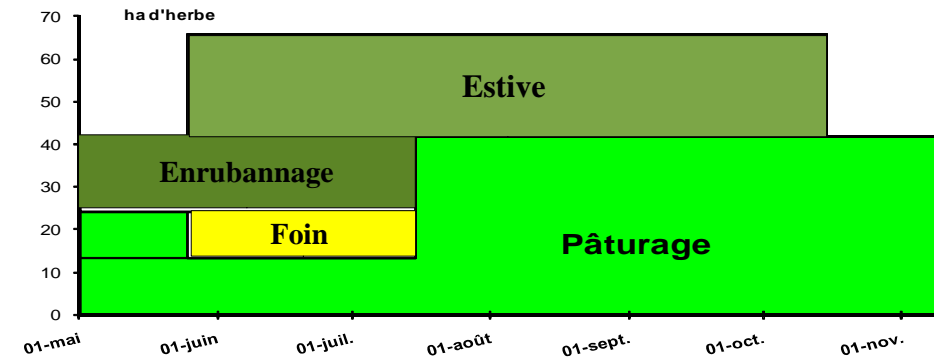 ha d'herbe
70
60
50
40
30
20
10
0
Estive
Enrubannage
Foin
Pâturage
01-mai
01-juin
01-juil.
01-août
01-sept.
01-oct.
01-nov.